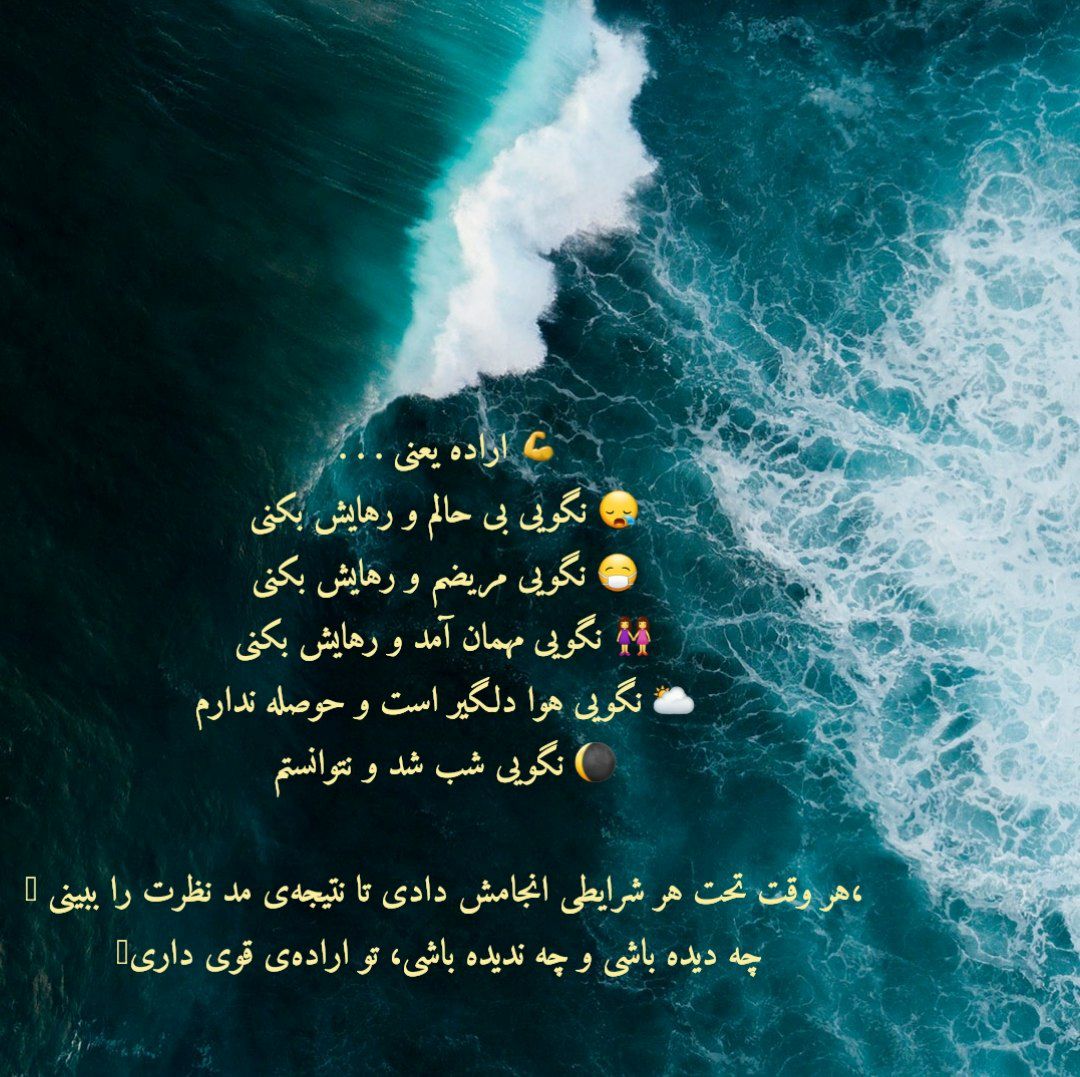 💪 اراده یعنی . . .
😪 نگویی بی حالم و رهایش بکنی
😷 نگویی مریضم و رهایش بکنی
👭 نگویی مهمان آمد و رهایش بکنی
🌥 نگویی هوا دلگیر است و حوصله ندارم
🌘 نگویی شب شد و نتوانستم
،هر وقت تحت هر شرایطی انجامش دادی تا نتیجه‌ی مد نظرت را ببینی
چه دیده باشی و چه ندیده باشی، تو اراده‌ی قوی داری